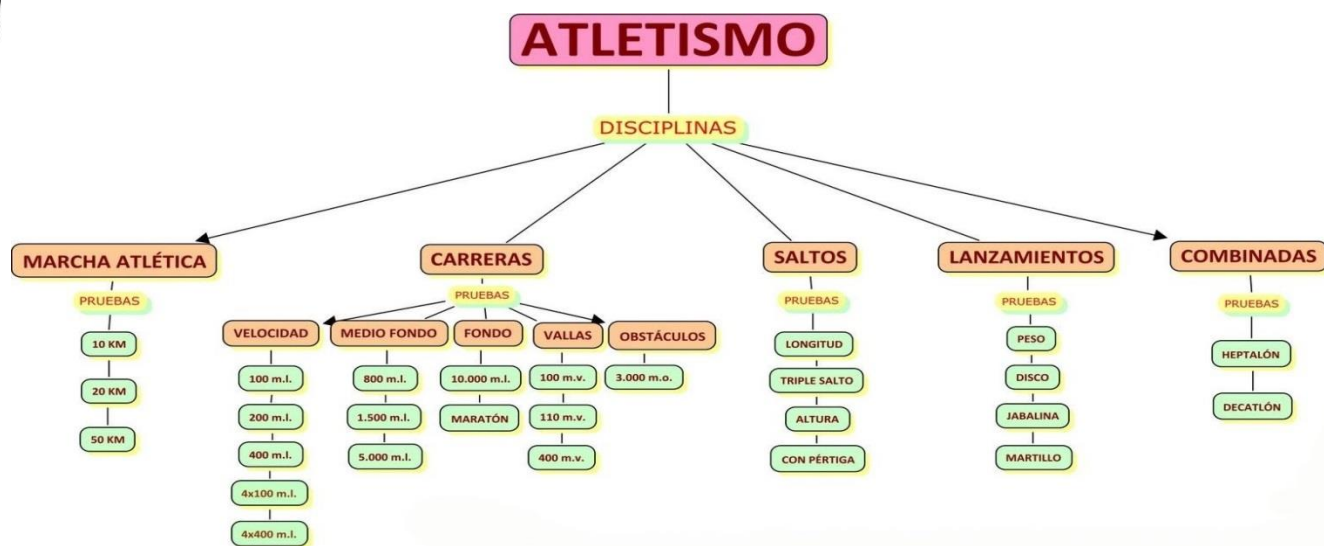 ATLETISMO
DISCIPLINAS
MARCHA ATLÉTICA
PRUEBAS
10 KM
20 KM
50 KM
CARRERAS
PRUEBAS
VELOCIDAD
100 m.l.
200 m.l.
400 m.l.
4x100 m.l.
4x400 m.l.
MEDIO FONDO
800 m.l.
1.500 m.l.
5.000 m.l.
FONDO
10.000 m.l.
MARATÓN
VALLAS
100 m.v.
110 m.v.
400 m.v.
OBSTÁCULOS
3.000 m.o.
SALTOS
PRUEBAS
LONGITUD
TRIPLE SALTO
ALTURA
CON PÉRTIGA
LANZAMIENTOS
PRUEBAS
PESO
DISCO
JABALINA
MARTILLO
COMBINADAS
PRUEBAS
HEPTALÓN
DECATLÓN